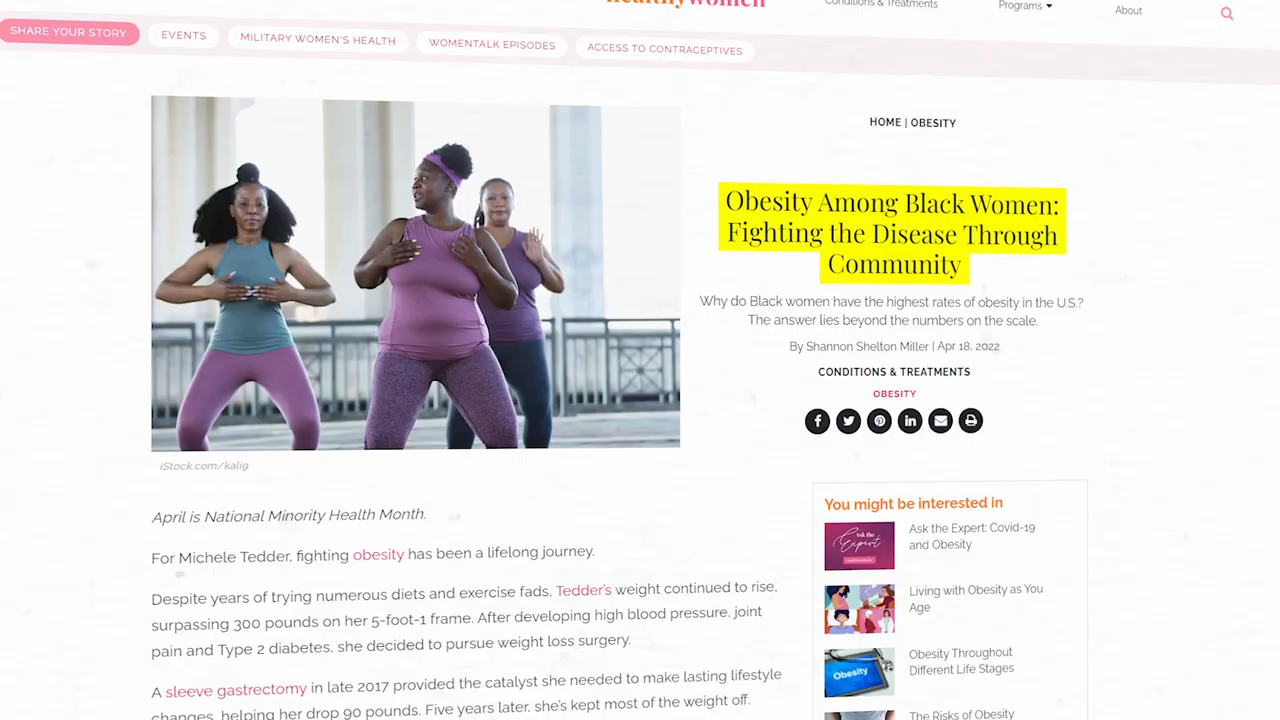 healthywomen
Conditions & Treatments
Programs
About
SHARE YOUR STORY
EVENTS
MILITARY WOMEN'S HEALTH
WOMENTALK EPISODES
ACCESS TO CONTRACEPTIVES
HOME | OBESITY
Obesity Among Black Women:
Fighting the Disease Through
Community
Why do Black women have the highest rates of obesity in the U.S.?
The answer lies beyond the numbers on the scale.
By Shannon Shelton Miller | Apr 18, 2022
CONDITIONS & TREATMENTS
OBESITY
iStock.com/kali9
April is National Minority Health Month.
For Michele Tedder, fighting obesity has been a lifelong journey.
Despite years of trying numerous diets and exercise fads, Tedder's weight continued to rise,
surpassing 300 pounds on her 5-foot-1 frame. After developing high blood pressure, joint
pain and Type 2 diabetes, she decided to pursue weight loss surgery.
A sleeve gastrectomy in late 2017 provided the catalyst she needed to make lasting lifestyle
changes, helping her drop 90 pounds. Five years later, she's kept most of the weight off.
You might be interested in
Ask the
Expert
Ask the Expert: Covid-19
and Obesity
Living with Obesity as You
Age
Obesity
Obesity Throughout
Different Life Stages
The Risks of Obesity